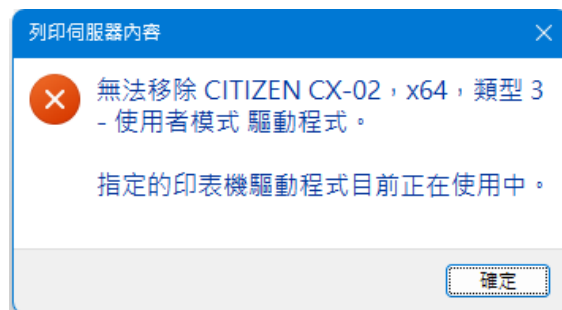 列印伺服器內容
無法移除 CITIZEN CX-02，x64，類型 3
- 使用者模式 驅動程式。
指定的印表機驅動程式目前正在使用中。
確定